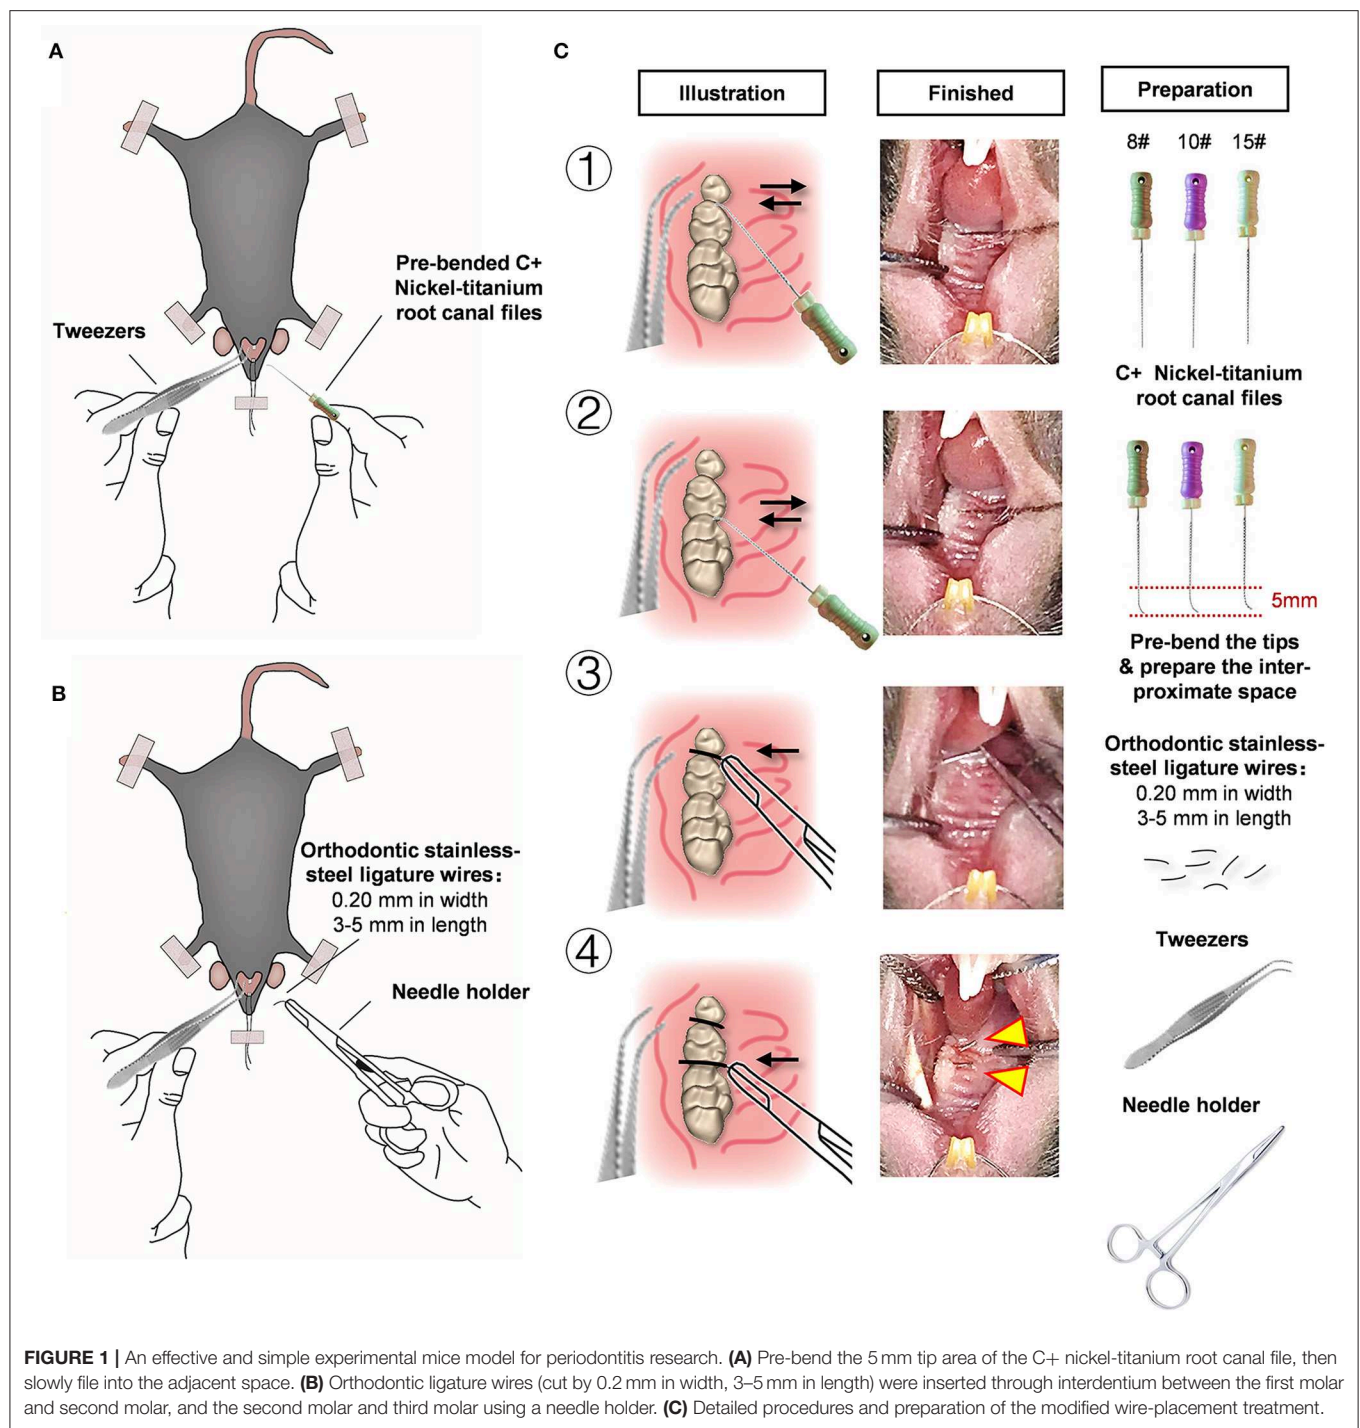 A
Pre-bended C+
Nickel-titanium
root canal files
Tweezers
B
Orthodontic stainless-
steel ligature wires:
0.20 mm in width
3-5 mm in length
Needle holder
C
Illustration
Finished
Preparation
1
2
3
4
8# 10# 15#
C+ Nickel-titanium
root canal files
5mm
Pre-bend the tips
& prepare the inter-
proximate space
Orthodontic stainless-
steel ligature wires:
0.20 mm in width
3-5 mm in length
Tweezers
Needle holder
FIGURE 1 | An effective and simple experimental mice model for periodontitis research. (A) Pre-bend the 5 mm tip area of the C+ nickel-titanium root canal file, then
slowly file into the adjacent space. (B) Orthodontic ligature wires (cut by 0.2 mm in width, 3–5 mm in length) were inserted through interdentium between the first molar
and second molar, and the second molar and third molar using a needle holder. (C) Detailed procedures and preparation of the modified wire-placement treatment.